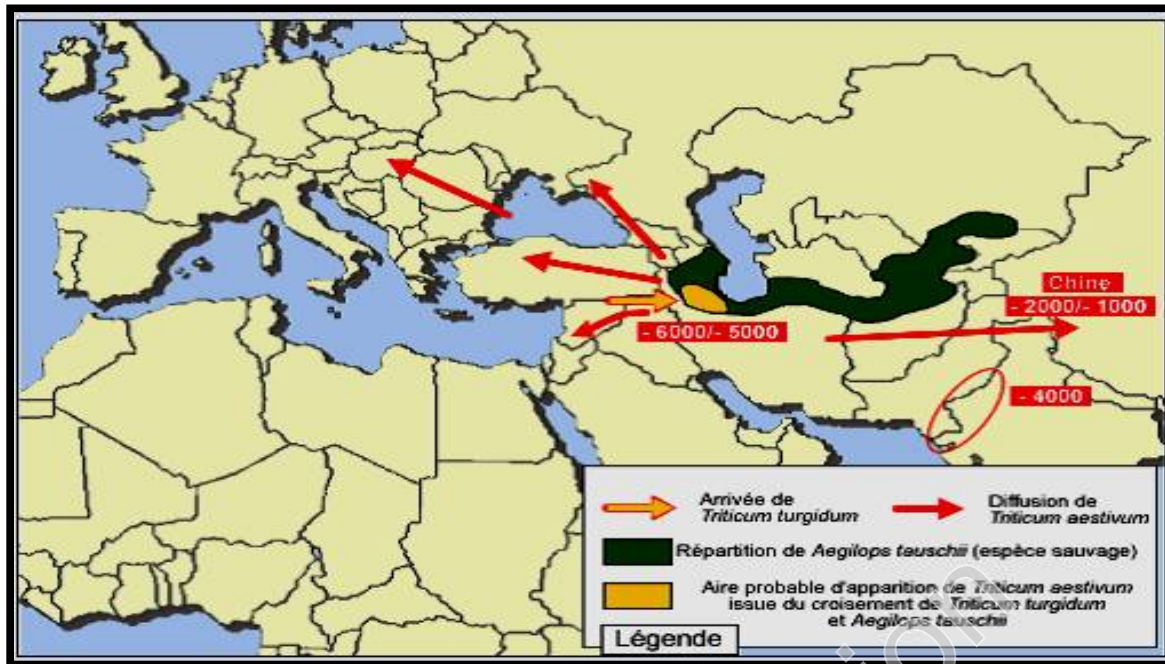 Chine
- 2000/- 1000
- 6000/- 5000
- 4000
Arrivée de
Triticum turgidum
Diffusion de
Triticum aestivum
Répartition de Aegilops tauschii (espèce sauvage)
Aire probable d'apparition de Triticum aestivum
issue du croisement de Triticum turgidum
et Aegilops tauschii
Légende